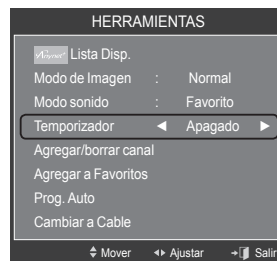 HERRAMIENTAS
Lista Disp.
Modo de Imagen : Normal
Modo sonido : Favorito
Temporizador ◄ Apagado ►
Agregar/borrar canal
Agregar a Favoritos
Prog. Auto
Cambiar a Cable
Mover Ajustar Salir